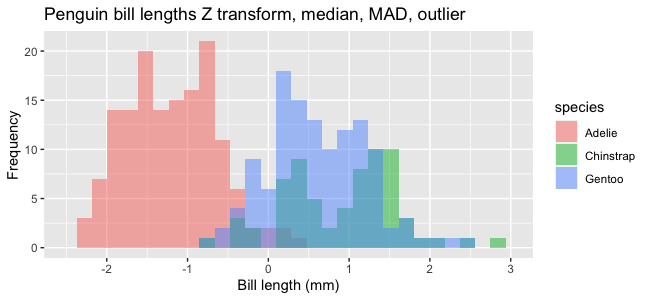 Penguin bill lengths Z transform, median, MAD, outlier
20
15
10
5
0
Frequency
-2
-1
0
1
2
3
Bill length (mm)
species
Adelie
Chinstrap
Gentoo